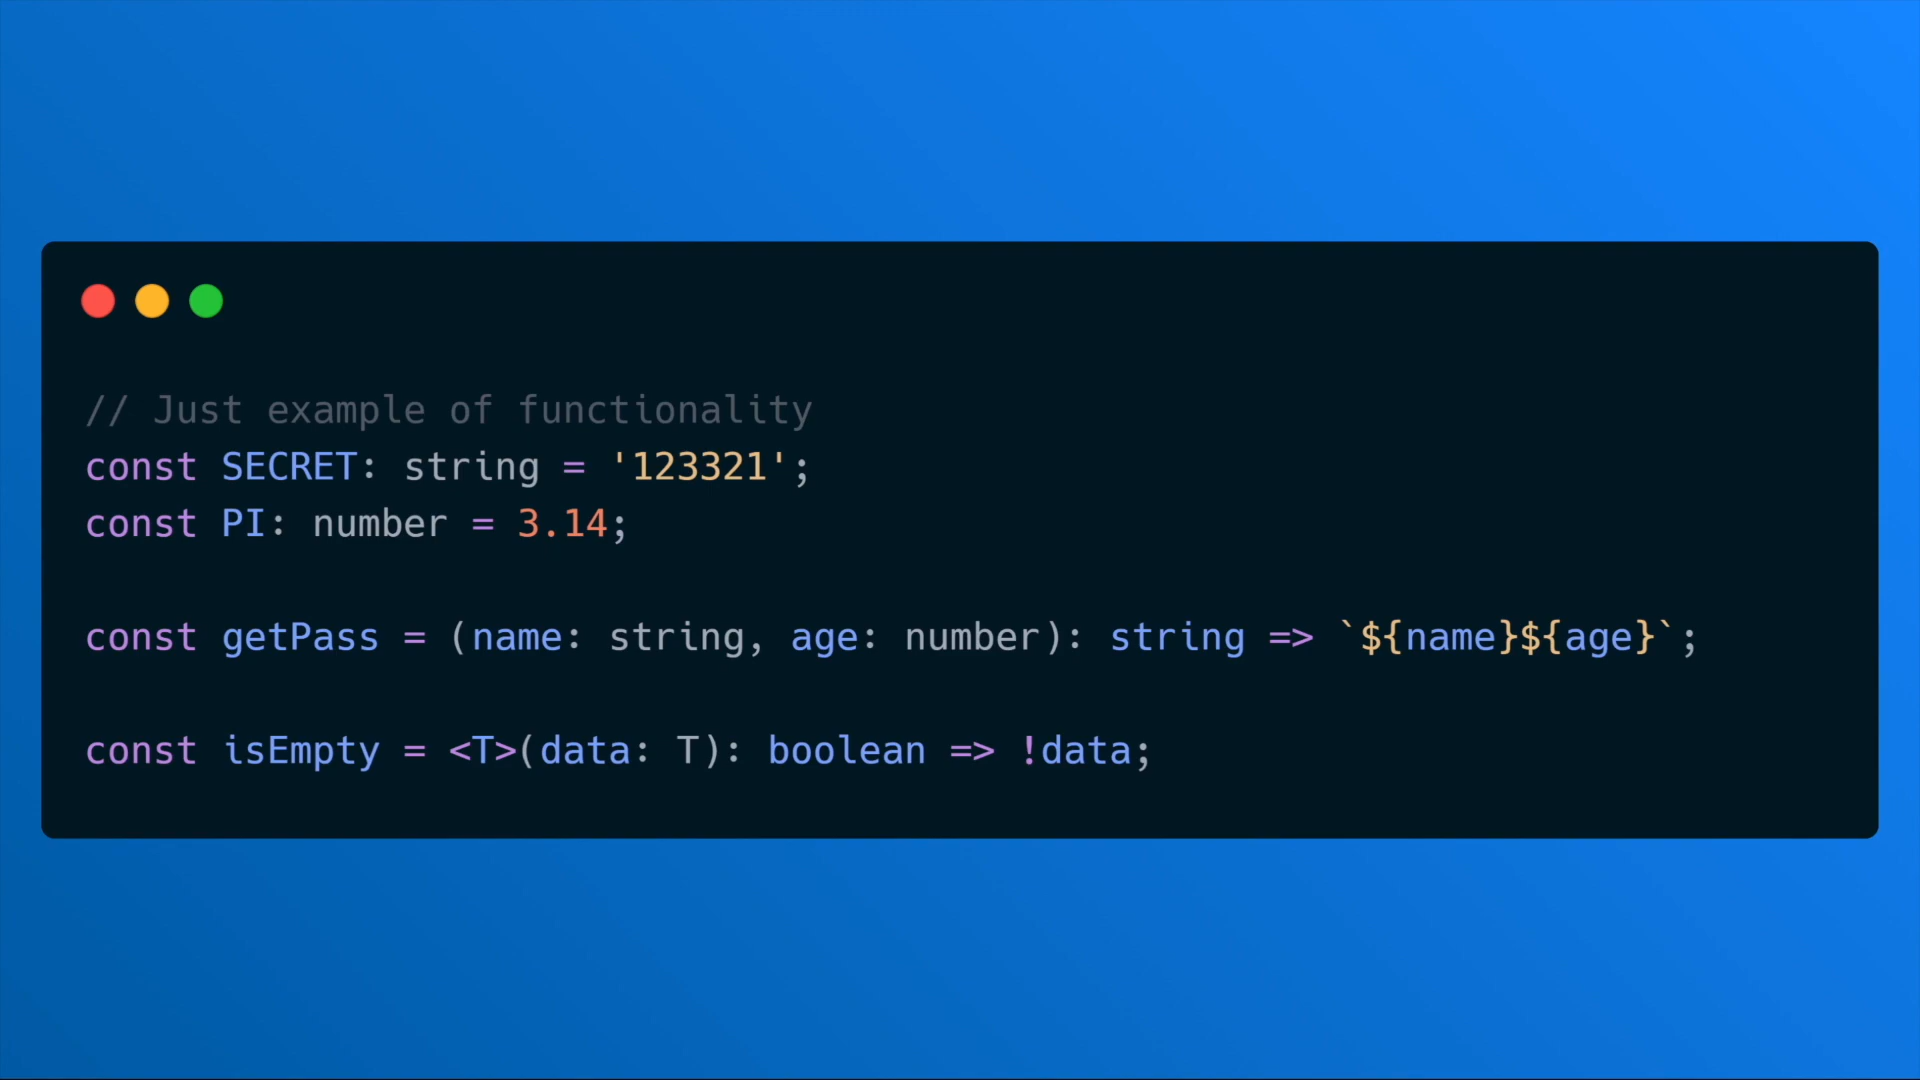 // Just example of functionality
const SECRET: string = '123321';
const PI: number = 3.14;
const getPass = (name: string, age: number): string => `${name}${age}`;
const isEmpty = <T>(data: T): boolean => !data;